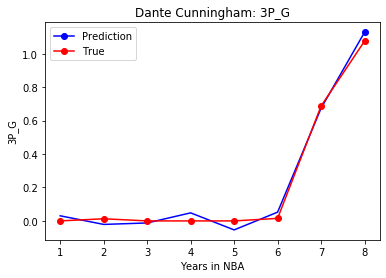 Dante Cunningham: 3P_G
Prediction
True
3P_G
1.0
0.8
0.6
0.4
0.2
0.0
1 2 3 4 5 6 7 8
Years in NBA